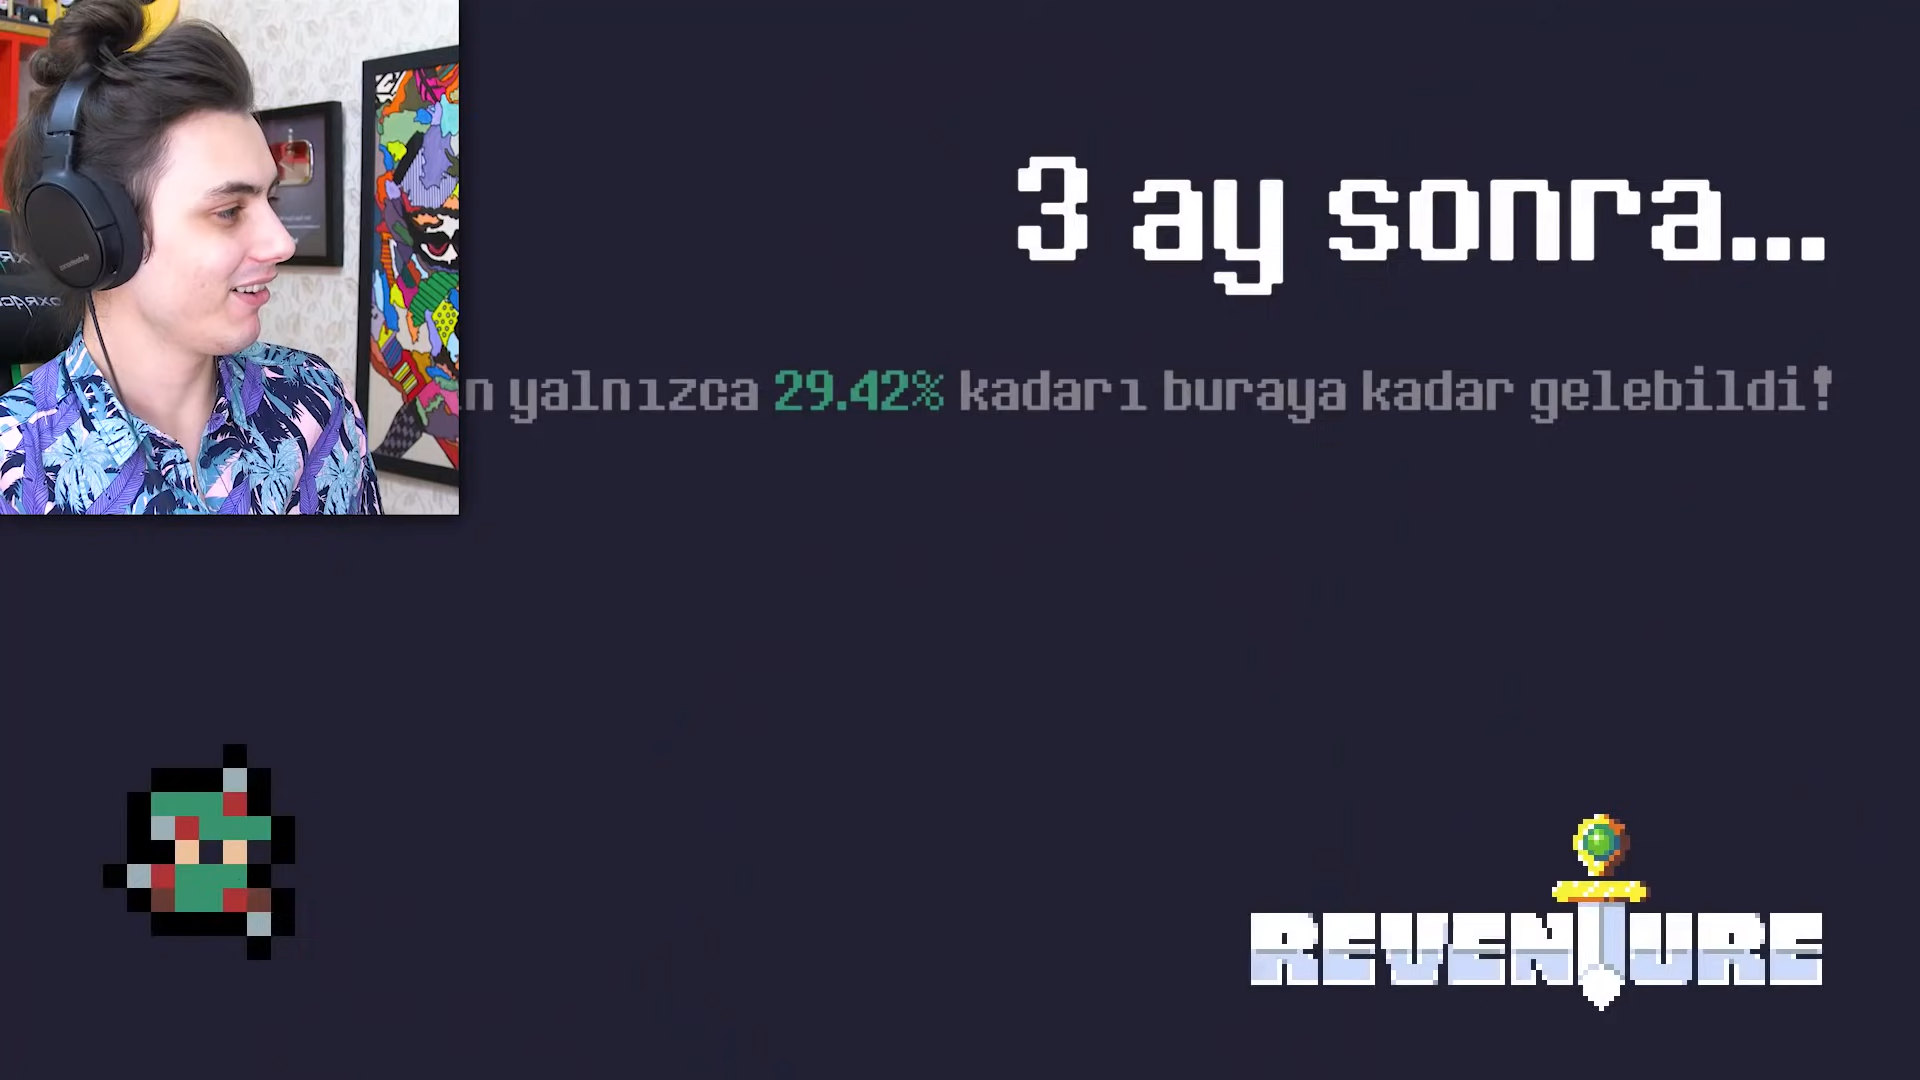 3 ay sonra...
yalnızca 29.42% kadarı buraya kadar gelebildi!
REVENTURE